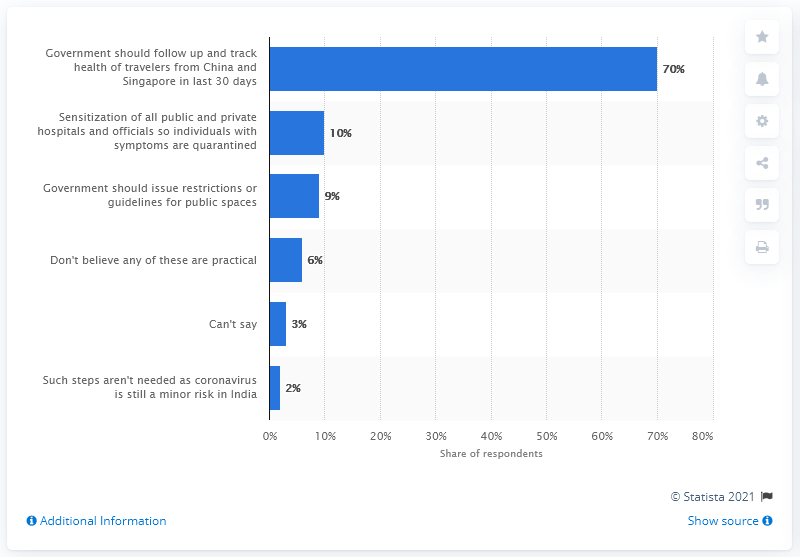 Government should follow up and track
health of travelers from China and
Singapore in last 30 days
70%
Sensitization of all public and private
hospitals and officials so individuals with
symptoms are quarantined
10%
Government should issue restrictions or
guidelines for public spaces
9%
Don't believe any of these are practical
6%
Can't say
3%
Such steps aren't needed as coronavirus
is still a minor risk in India
2%
0% 10% 20% 30% 40% 50% 60% 70% 80%
Share of respondents
© Statista 2021
Additional Information
Show source